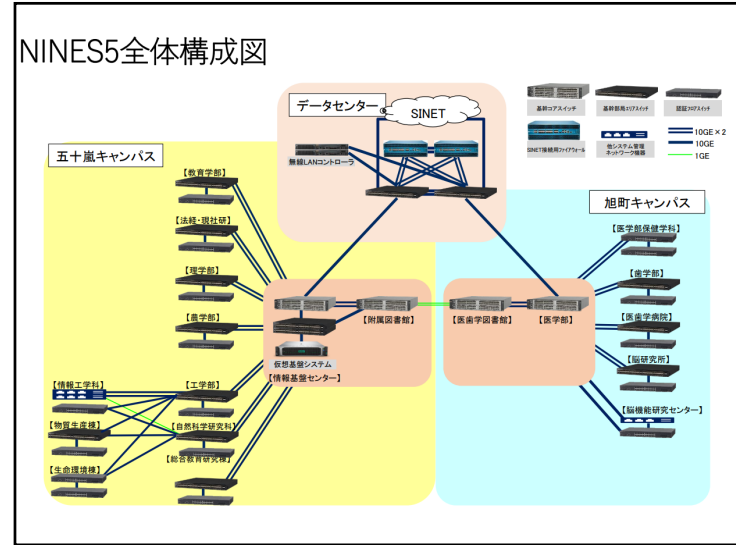 NINES5全体構成図
データセンター
SINET
無線LANコントローラ
基幹コアスイッチ
基幹部局エリアスイッチ
認証フロアスイッチ
SINET接続用ファイアウォール
他システム管理
ネットワーク機器
10GE×2
10GE
1GE
五十嵐キャンパス
旭町キャンパス
【教育学部】
【法経・現社研】
【理学部】
【農学部】
【情報工学科】
【工学部】
【物質生産棟】
【自然科学研究科】
【生命環境棟】
【総合教育研究棟】
【附属図書館】
仮想基盤システム
【情報基盤センター】
【医歯学図書館】
【医学部】
【医学部保健学科】
【歯学部】
【医歯学病院】
【脳研究所】
【脳機能研究センター】